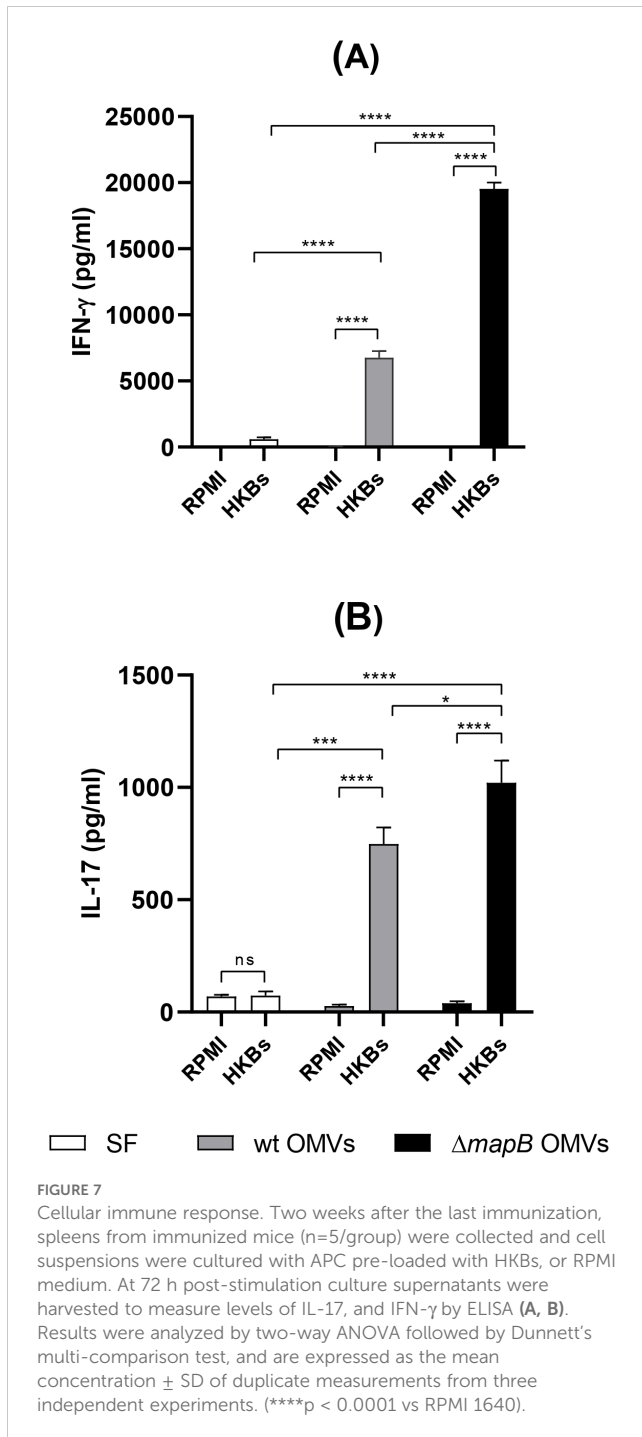 (A)
25000
20000
15000
10000
5000
0
IFN-γ (pg/ml)
****
****
****
****
****
RPMI
HKBs
RPMI
HKBs
RPMI
HKBs
(B)
1500
1000
500
0
IL-17 (pg/ml)
****
*
***
****
****
ns
RPMI
HKBs
RPMI
HKBs
RPMI
HKBs
SF wt OMVs ΔmapB OMVs
FIGURE 7
Cellular immune response. Two weeks after the last immunization,
spleens from immunized mice (n=5/group) were collected and cell
suspensions were cultured with APC pre-loaded with HKBs, or RPMI
medium. At 72 h post-stimulation culture supernatants were
harvested to measure levels of IL-17, and IFN-γ by ELISA (A, B).
Results were analyzed by two-way ANOVA followed by Dunnett's
multi-comparison test, and are expressed as the mean
concentration ± SD of duplicate measurements from three
independent experiments. (****p < 0.0001 vs RPMI 1640).